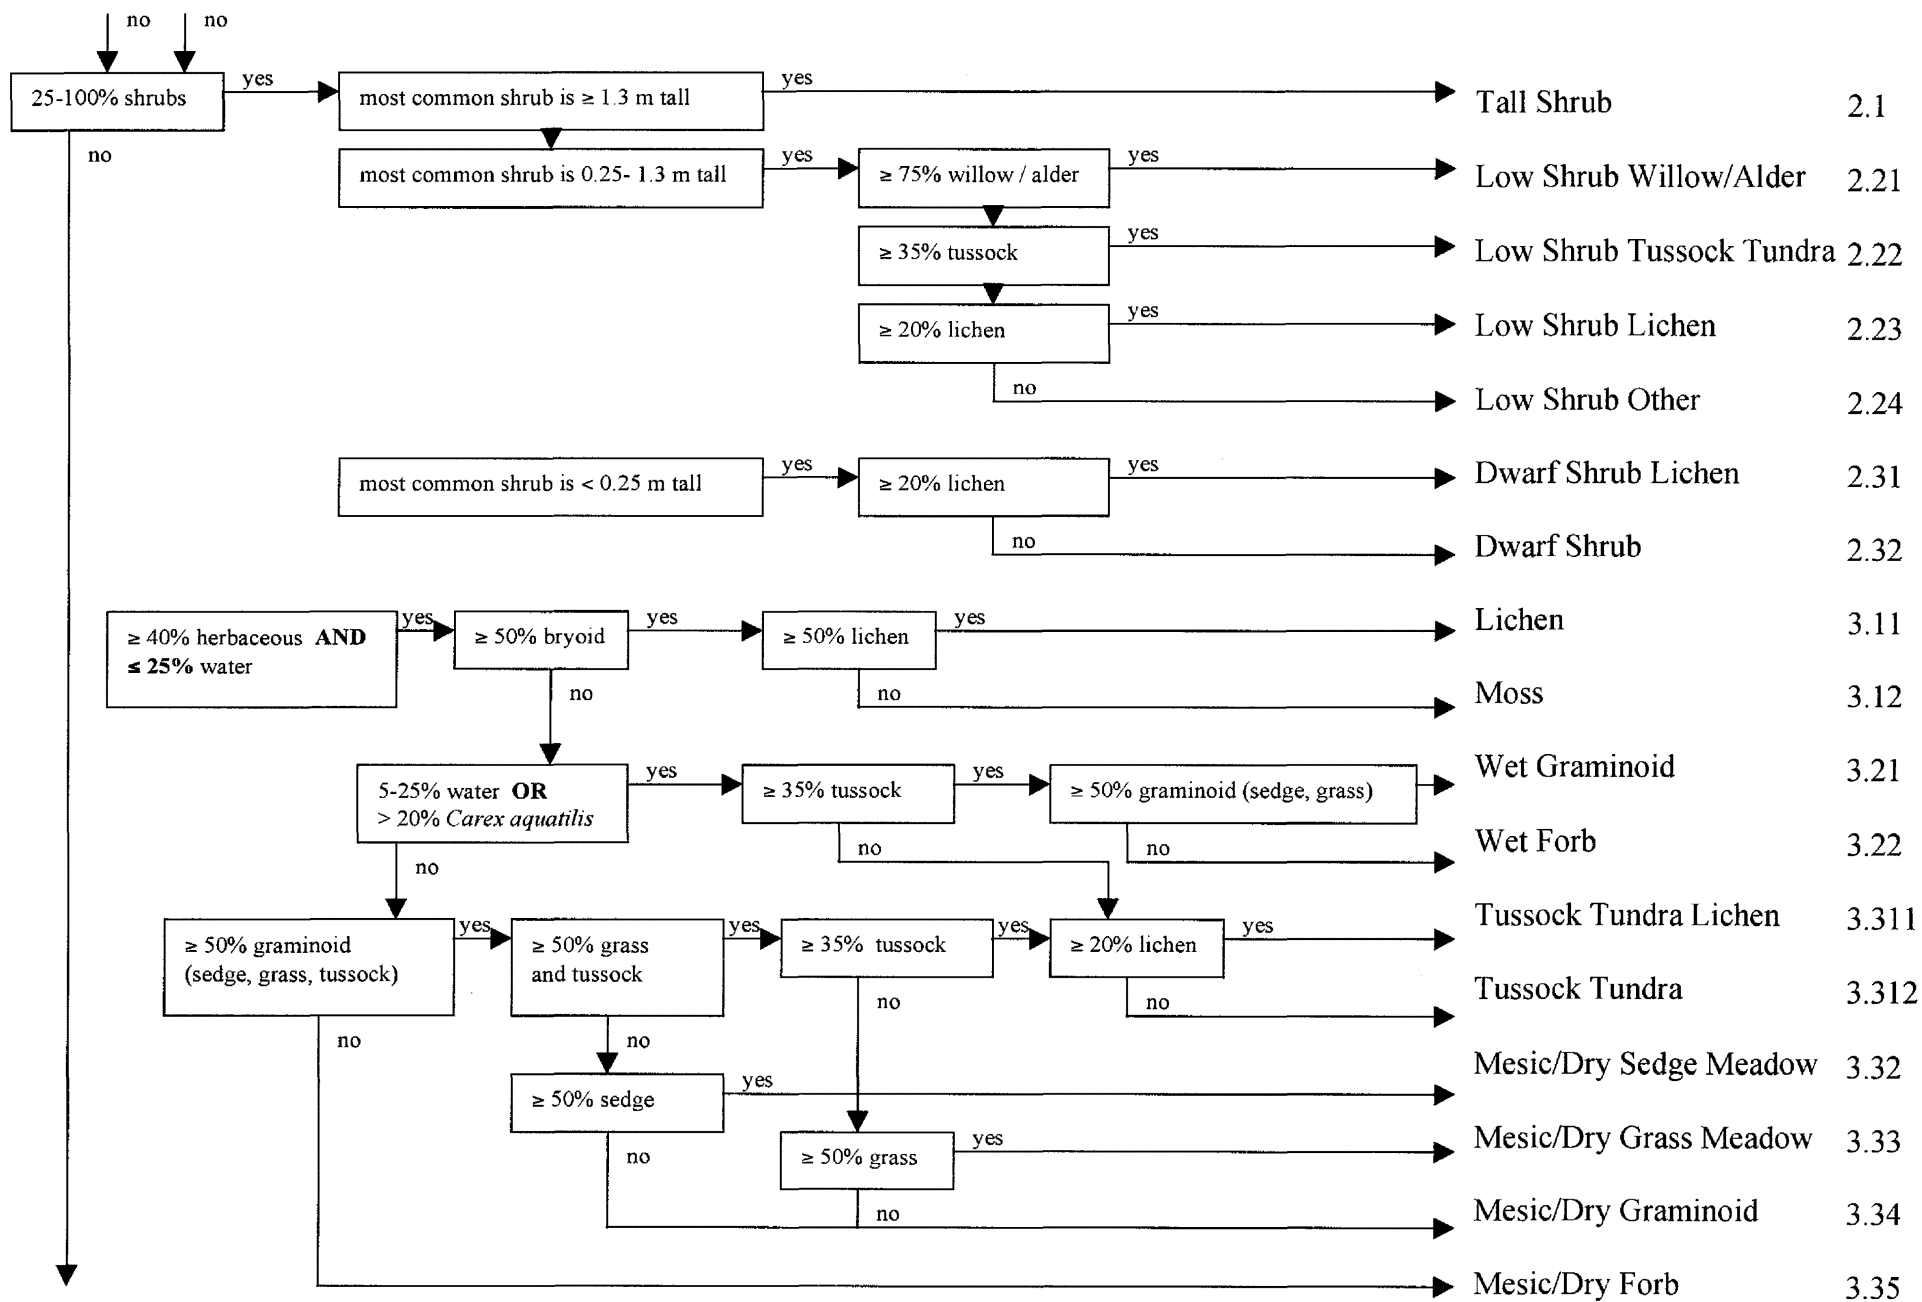 no no
25-100% shrubs yes most common shrub is ≥ 1.3 m tall yes Tall Shrub 2.1
no
most common shrub is 0.25- 1.3 m tall yes ≥ 75% willow / alder yes Low Shrub Willow/Alder 2.21
≥ 35% tussock yes Low Shrub Tussock Tundra 2.22
≥ 20% lichen yes Low Shrub Lichen 2.23
no Low Shrub Other 2.24
most common shrub is < 0.25 m tall yes ≥ 20% lichen yes Dwarf Shrub Lichen 2.31
no Dwarf Shrub 2.32
≥ 40% herbaceous AND
≤ 25% water
yes ≥ 50% bryoid yes ≥ 50% lichen yes Lichen 3.11
no no Moss 3.12
5-25% water OR
> 20% Carex aquatilis
yes ≥ 35% tussock yes ≥ 50% graminoid (sedge, grass) Wet Graminoid 3.21
no no no Wet Forb 3.22
≥ 50% graminoid
(sedge, grass, tussock)
yes ≥ 50% grass
and tussock
yes ≥ 35% tussock yes ≥ 20% lichen yes Tussock Tundra Lichen 3.311
no no Tussock Tundra 3.312
no no
≥ 50% sedge yes Mesic/Dry Sedge Meadow 3.32
no ≥ 50% grass yes Mesic/Dry Grass Meadow 3.33
no Mesic/Dry Graminoid 3.34
Mesic/Dry Forb 3.35